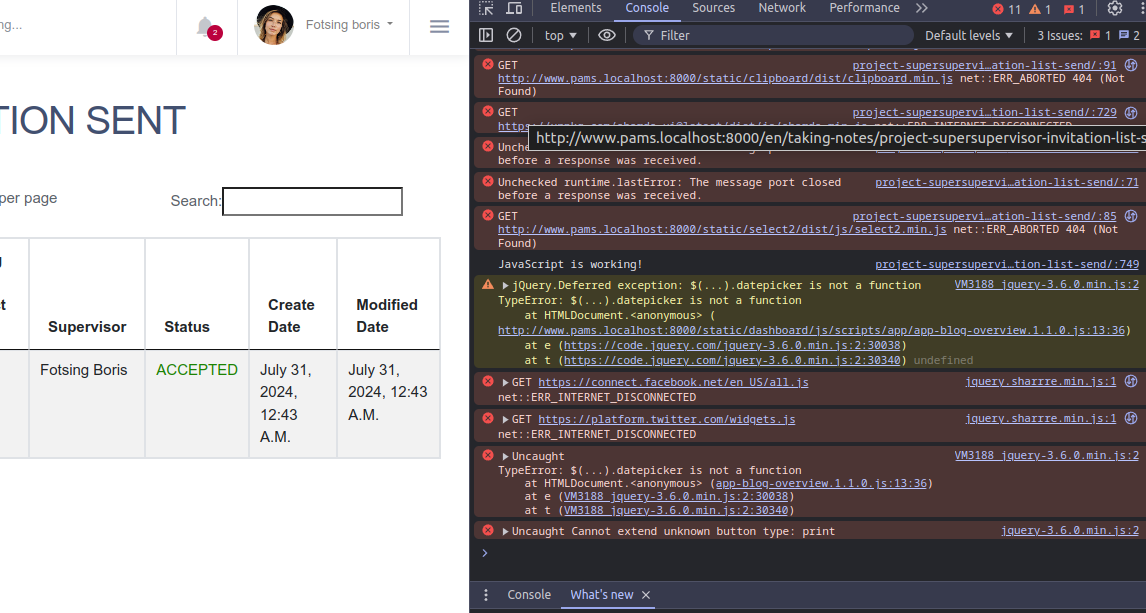 ng...
2
Fotsing boris
TION SENT
per page
Search:
Supervisor
Status
Create Date
Modified Date
Fotsing Boris
ACCEPTED
July 31, 2024, 12:43 A.M.
July 31, 2024, 12:43 A.M.
Elements Console Sources Network Performance 11 1 1
top Filter Default levels 3 Issues: 1 2
GET project-supersupervi…ation-list-send/:91
http://www.pams.localhost:8000/static/clipboard/dist/clipboard.min.js net::ERR_ABORTED 404 (Not
Found)
GET project-supersupervi…ation-list-send/:729
http://www.pams.localhost:8000/en/taking-notes/project-supersupervisor-invitation-list-s
before a response was received.
Unchecked runtime.lastError: The message port closed project-supersupervi…ation-list-send/:71
before a response was received.
GET project-supersupervi…ation-list-send/:85
http://www.pams.localhost:8000/static/select2/dist/js/select2.min.js net::ERR_ABORTED 404 (Not
Found)
JavaScript is working! project-supersupervi…tion-list-send/:749
jQuery.Deferred exception: $(...).datepicker is not a function VM3188 jquery-3.6.0.min.js:2
TypeError: $(...).datepicker is not a function
at HTMLDocument.<anonymous> (
http://www.pams.localhost:8000/static/dashboard/js/scripts/app/app-blog-overview.1.1.0.js:13:36)
at e (https://code.jquery.com/jquery-3.6.0.min.js:2:30038)
at t (https://code.jquery.com/jquery-3.6.0.min.js:2:30340) undefined
GET https://connect.facebook.net/en_US/all.js jquery.sharrre.min.js:1
net::ERR_INTERNET_DISCONNECTED
GET https://platform.twitter.com/widgets.js jquery.sharrre.min.js:1
net::ERR_INTERNET_DISCONNECTED
Uncaught VM3188 jquery-3.6.0.min.js:2
TypeError: $(...).datepicker is not a function
at HTMLDocument.<anonymous> (app-blog-overview.1.1.0.js:13:36)
at e (VM3188 jquery-3.6.0.min.js:2:30038)
at t (VM3188 jquery-3.6.0.min.js:2:30340)
Uncaught Cannot extend unknown button type: print jquery-3.6.0.min.js:2
Console What's new